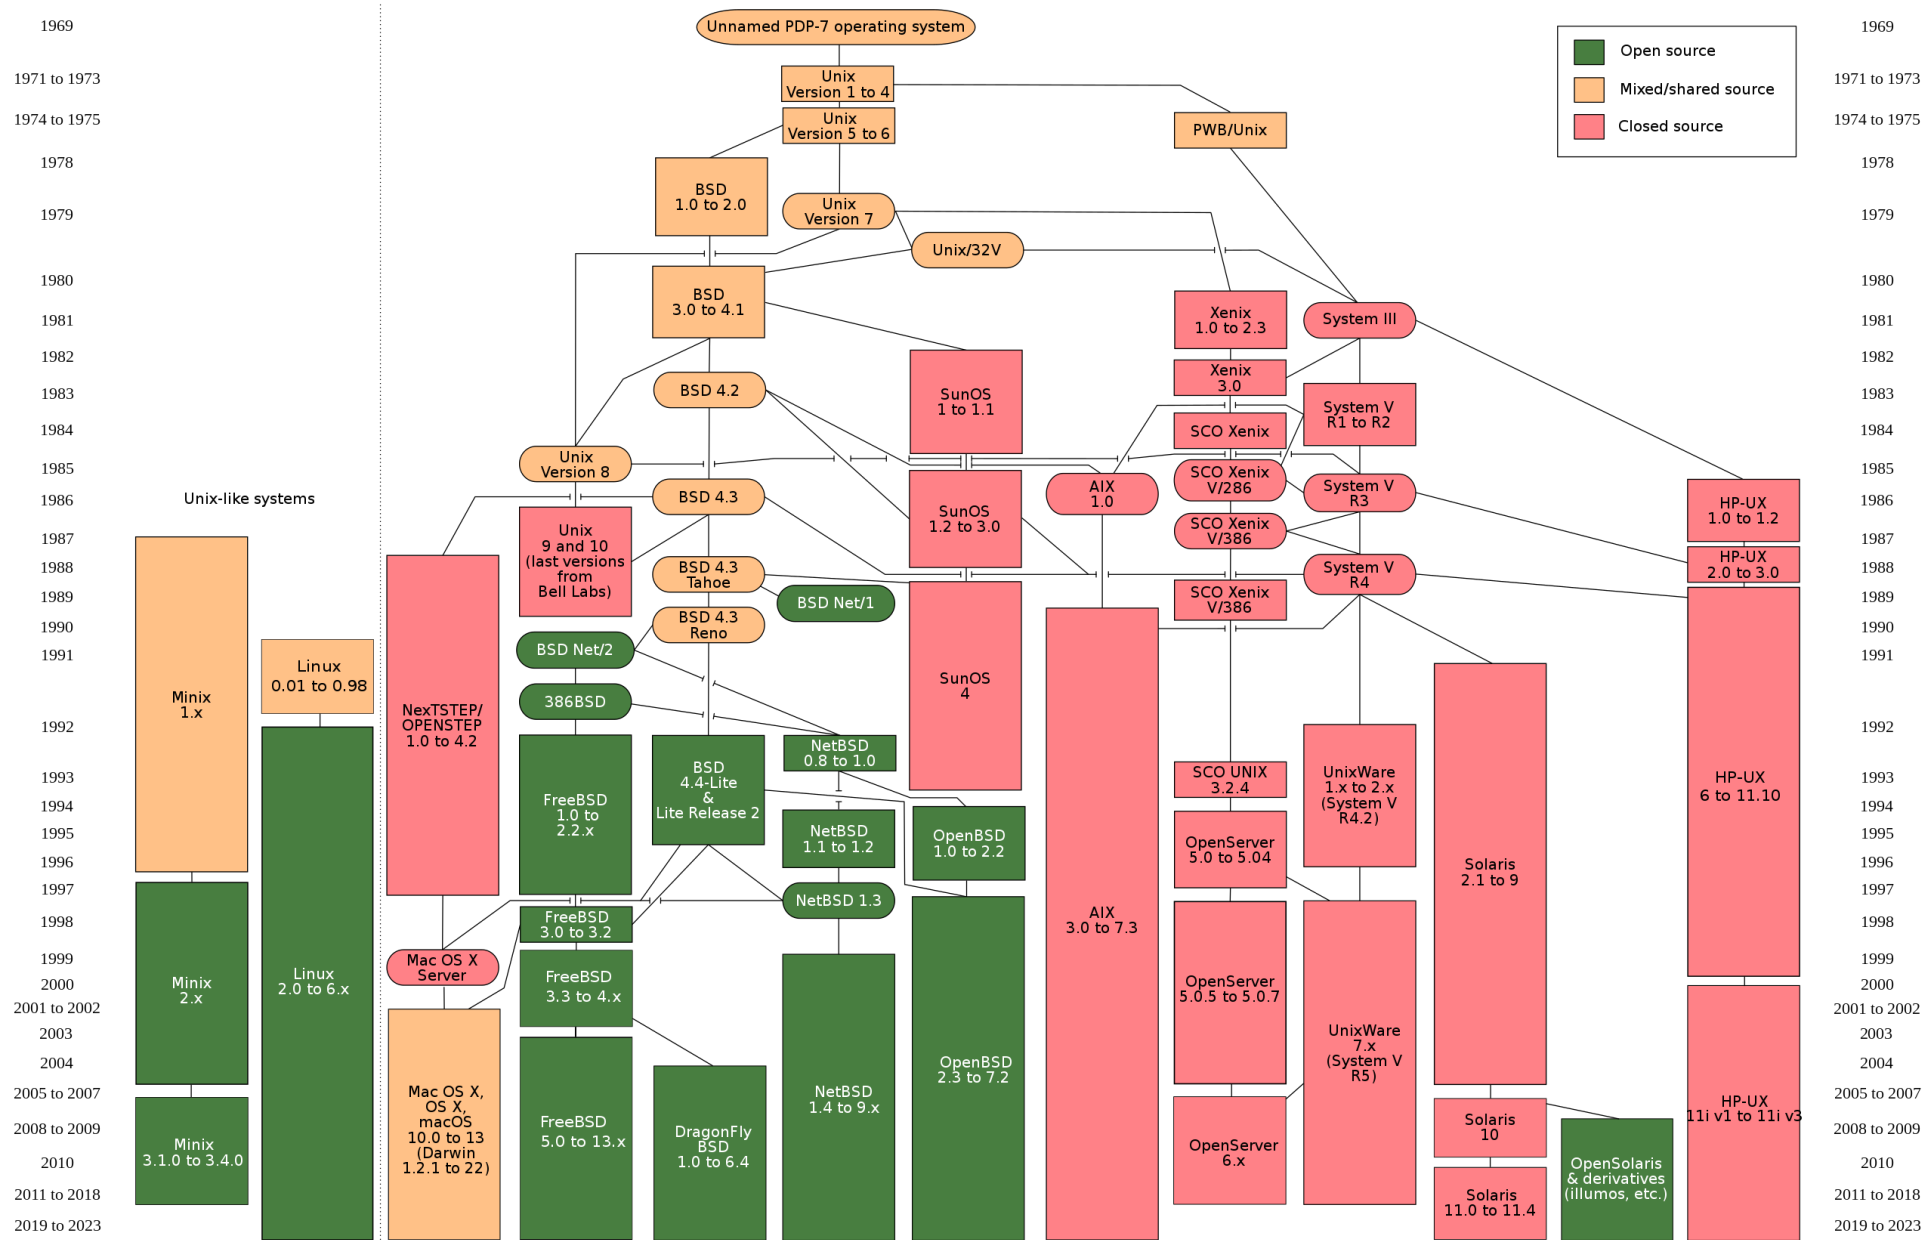 1969
1971 to 1973
1974 to 1975
1978
1979
1980
1981
1982
1983
1984
1985
1986
1987
1988
1989
1990
1991
1992
1993
1994
1995
1996
1997
1998
1999
2000
2001 to 2002
2003
2004
2005 to 2007
2008 to 2009
2010
2011 to 2018
2019 to 2023
Unix-like systems
Minix
1.x
Minix
2.x
Minix
3.1.0 to 3.4.0
Linux
0.01 to 0.98
Linux
2.0 to 6.x
Unnamed PDP-7 operating system
Unix
Version 1 to 4
Unix
Version 5 to 6
PWB/Unix
BSD
1.0 to 2.0
Unix
Version 7
Unix/32V
BSD
3.0 to 4.1
Xenix
1.0 to 2.3
System III
Xenix
3.0
BSD 4.2
SunOS
1 to 1.1
System V
R1 to R2
SCO Xenix
Unix
Version 8
SCO Xenix
V/286
AIX
1.0
System V
R3
BSD 4.3
SunOS
1.2 to 3.0
HP-UX
1.0 to 1.2
SCO Xenix
V/386
Unix
9 and 10
(last versions
from
Bell Labs)
HP-UX
2.0 to 3.0
BSD 4.3
Tahoe
System V
R4
BSD Net/1
SCO Xenix
V/386
BSD 4.3
Reno
BSD Net/2
SunOS
4
386BSD
NexTSTEP/
OPENSTEP
1.0 to 4.2
NetBSD
0.8 to 1.0
BSD
4.4-Lite
&
Lite Release 2
SCO UNIX
3.2.4
UnixWare
1.x to 2.x
(System V
R4.2)
HP-UX
6 to 11.10
FreeBSD
1.0 to
2.2.x
NetBSD
1.1 to 1.2
OpenBSD
1.0 to 2.2
OpenServer
5.0 to 5.04
Solaris
2.1 to 9
NetBSD 1.3
FreeBSD
3.0 to 3.2
AIX
3.0 to 7.3
Mac OS X
Server
FreeBSD
3.3 to 4.x
OpenServer
5.0.5 to 5.0.7
UnixWare
7.x
(System V
R5)
OpenBSD
2.3 to 7.2
NetBSD
1.4 to 9.x
Mac OS X,
OS X,
macOS
10.0 to 13
(Darwin
1.2.1 to 22)
FreeBSD
5.0 to 13.x
DragonFly
BSD
1.0 to 6.4
OpenServer
6.x
Solaris
10
HP-UX
11i v1 to 11i v3
OpenSolaris
& derivatives
(illumos, etc.)
Solaris
11.0 to 11.4
Open source
Mixed/shared source
Closed source
1969
1971 to 1973
1974 to 1975
1978
1979
1980
1981
1982
1983
1984
1985
1986
1987
1988
1989
1990
1991
1992
1993
1994
1995
1996
1997
1998
1999
2000
2001 to 2002
2003
2004
2005 to 2007
2008 to 2009
2010
2011 to 2018
2019 to 2023